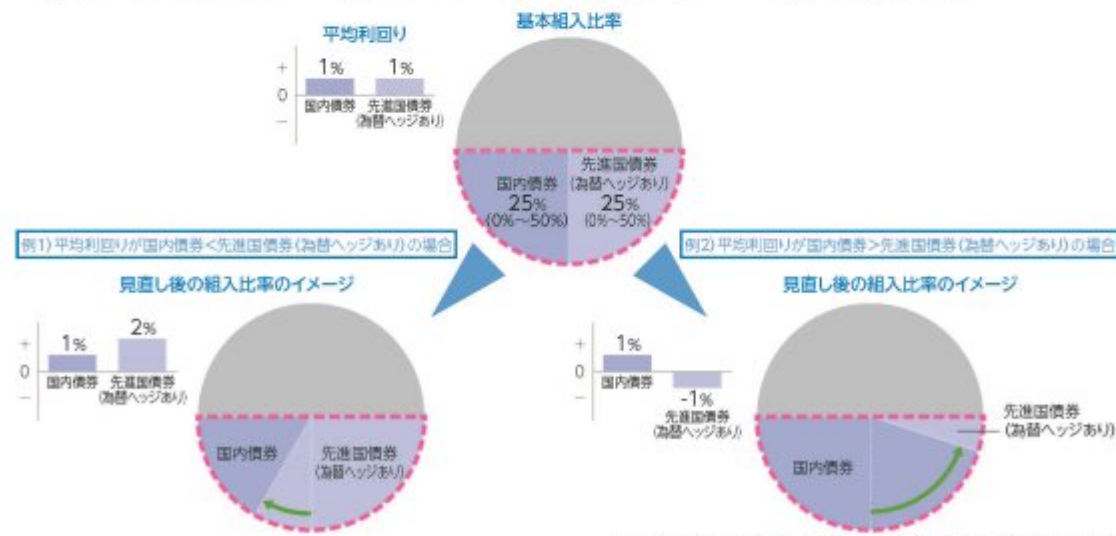 基本組入比率
平均利回り
+
0
−
1%
1%
国内債券
先進国債券
(為替ヘッジあり)
国内債券
25%
(0%〜50%)
先進国債券
(為替ヘッジあり)
25%
(0%〜50%)
例1)平均利回りが国内債券<先進国債券(為替ヘッジあり)の場合
例2)平均利回りが国内債券>先進国債券(為替ヘッジあり)の場合
見直し後の組入比率のイメージ
+
0
−
1%
2%
国内債券
先進国債券
(為替ヘッジあり)
国内債券
先進国債券
(為替ヘッジあり)
見直し後の組入比率のイメージ
+
0
−
1%
国内債券
-1%
先進国債券
(為替ヘッジあり)
先進国債券
(為替ヘッジあり)
国内債券